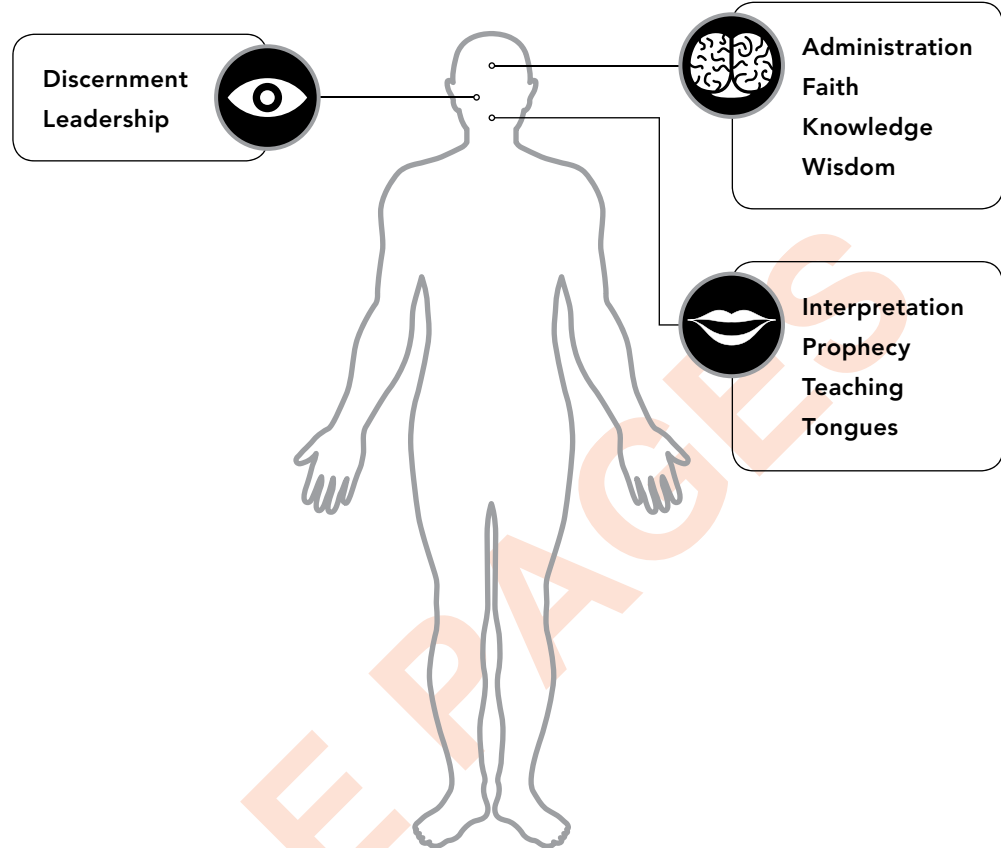 Discernment
Leadership
Administration
Faith
Knowledge
Wisdom
Interpretation
Prophecy
Teaching
Tongues
E PAGES